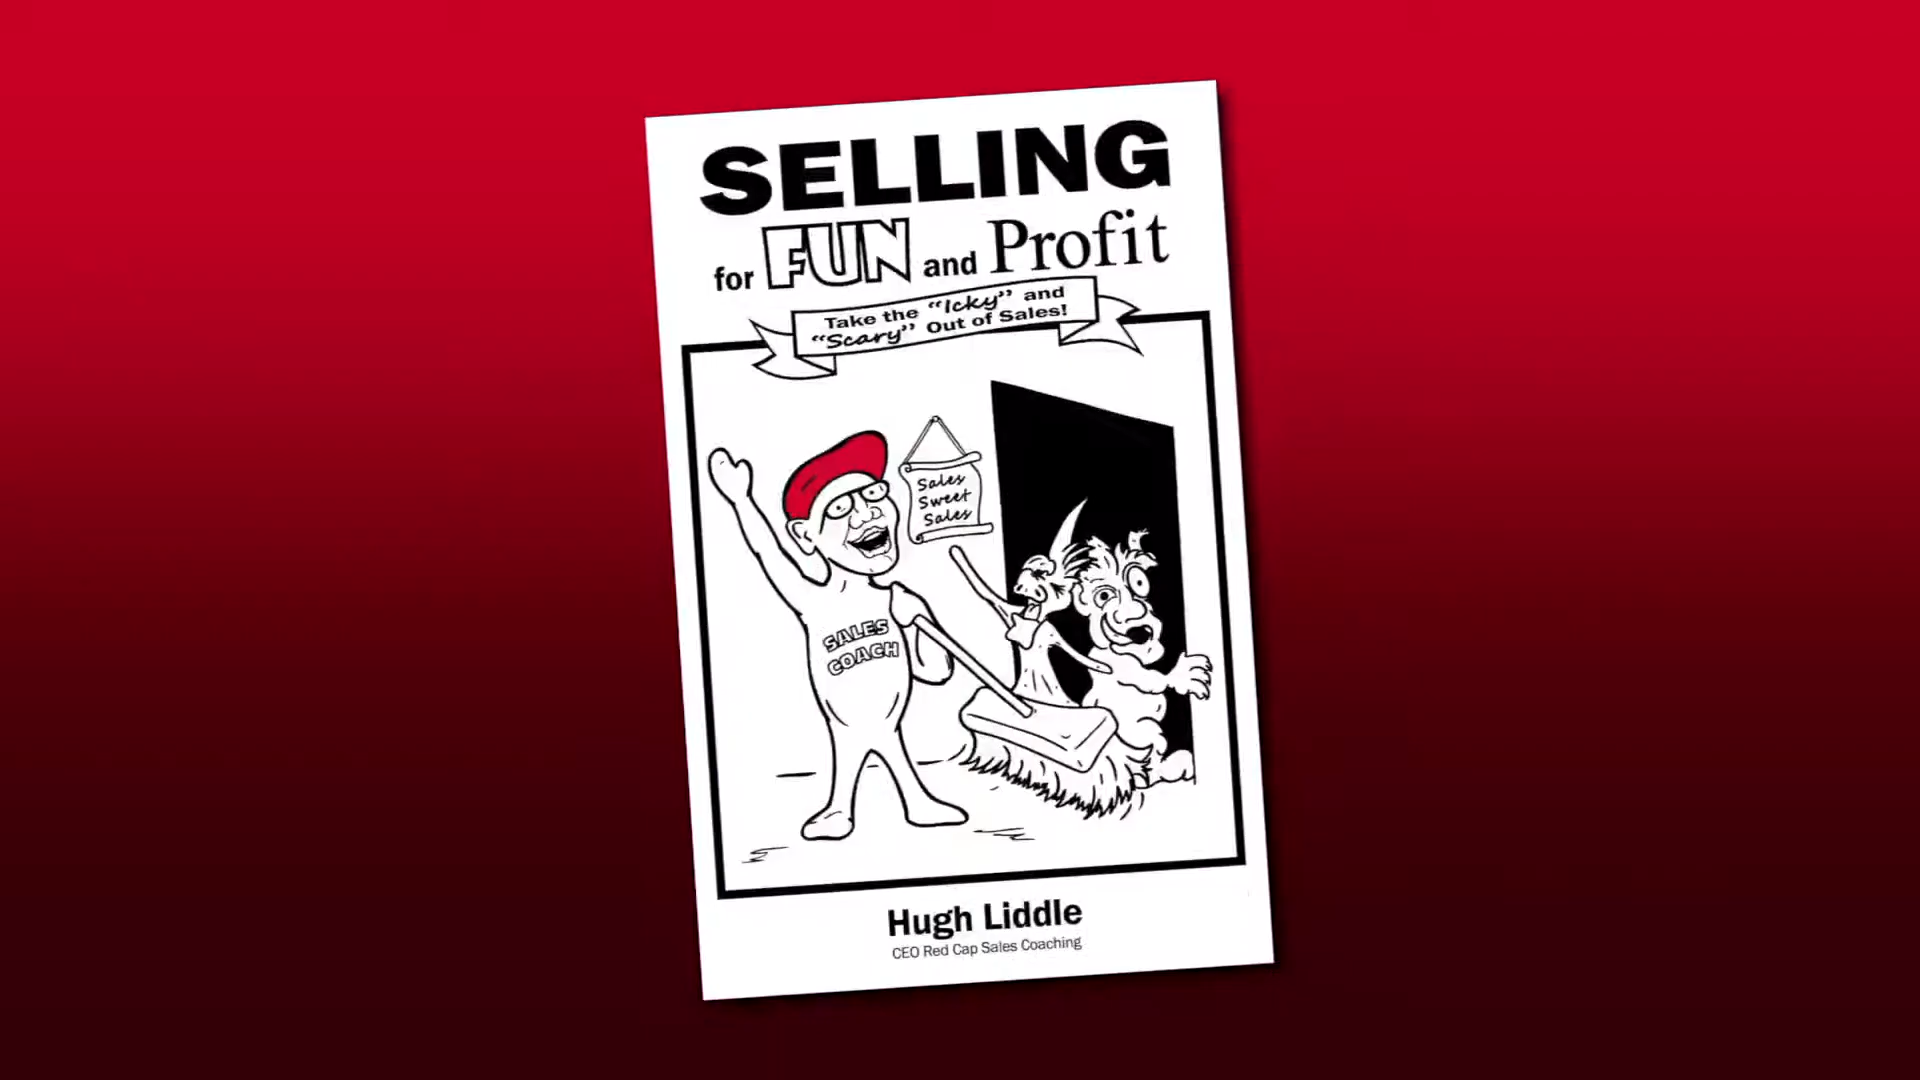 SELLING
for FUN and Profit
Take the "Icky" and
"Scary" Out of Sales!
Sales
Sweet
Sales
SALES
COACH
Hugh Liddle
CEO Red Cap Sales Coaching